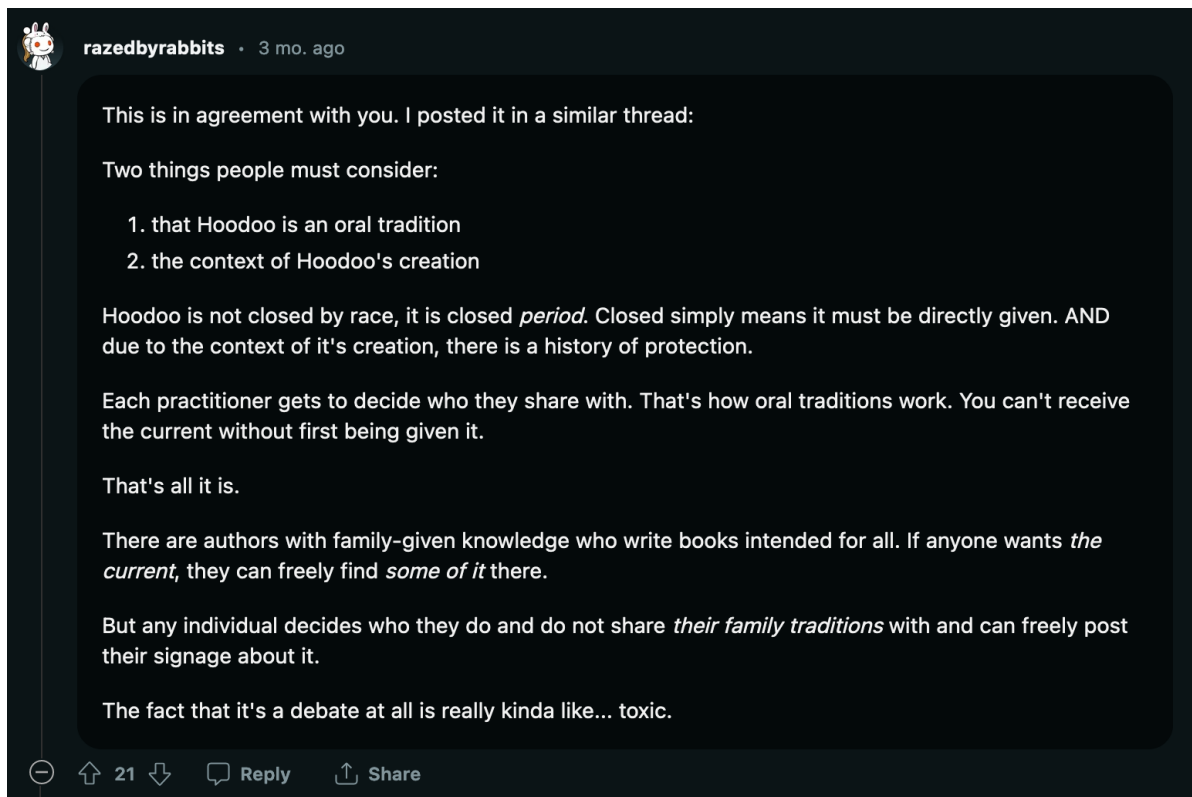 razedbyrabbits • 3 mo. ago
This is in agreement with you. I posted it in a similar thread:
Two things people must consider:
1. that Hoodoo is an oral tradition
2. the context of Hoodoo's creation
Hoodoo is not closed by race, it is closed period. Closed simply means it must be directly given. AND
due to the context of it's creation, there is a history of protection.
Each practitioner gets to decide who they share with. That's how oral traditions work. You can't receive
the current without first being given it.
That's all it is.
There are authors with family-given knowledge who write books intended for all. If anyone wants the
current, they can freely find some of it there.
But any individual decides who they do and do not share their family traditions with and can freely post
their signage about it.
The fact that it's a debate at all is really kinda like... toxic.
21 Reply Share